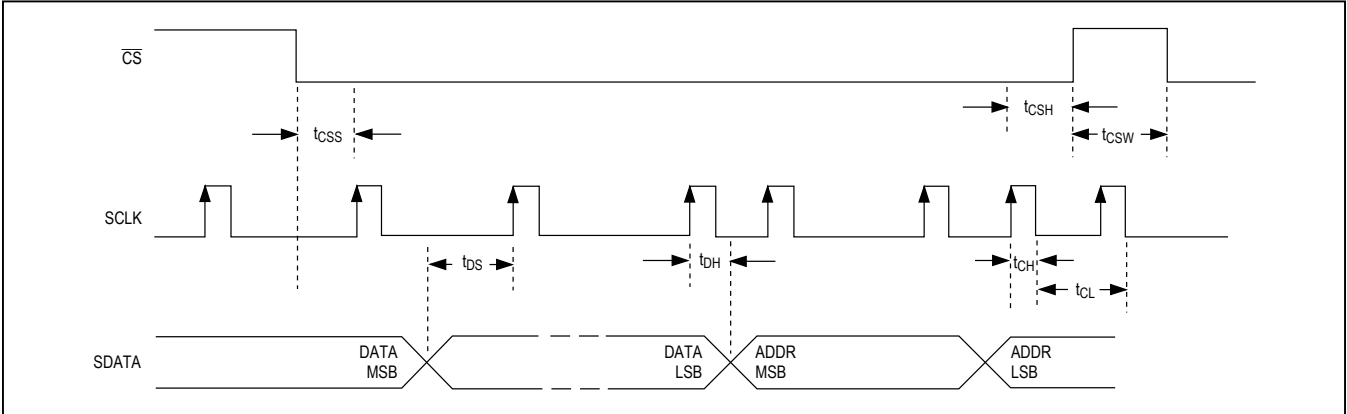 CS
tCSS
tCSH
tCSW
SCLK
tDS
tDH
tCH
tCL
SDATA
DATA
MSB
DATA
LSB
ADDR
MSB
ADDR
LSB